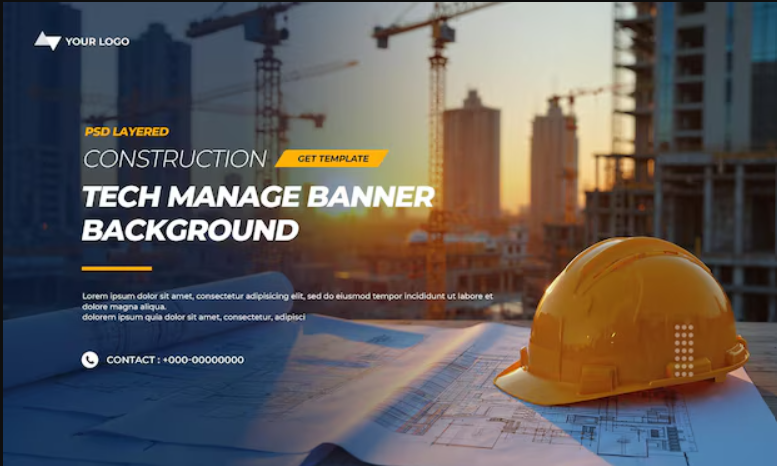 YOUR LOGO
PSD LAYERED
CONSTRUCTION GET TEMPLATE
TECH MANAGE BANNER
BACKGROUND
Lorem ipsum dolor sit amet, consectetur adipisicing elit, sed do eiusmod tempor incididunt ut labore et
dolore magna aliqua.
dolorem ipsum quia dolor sit amet, consectetur, adipisci
CONTACT : +000-00000000